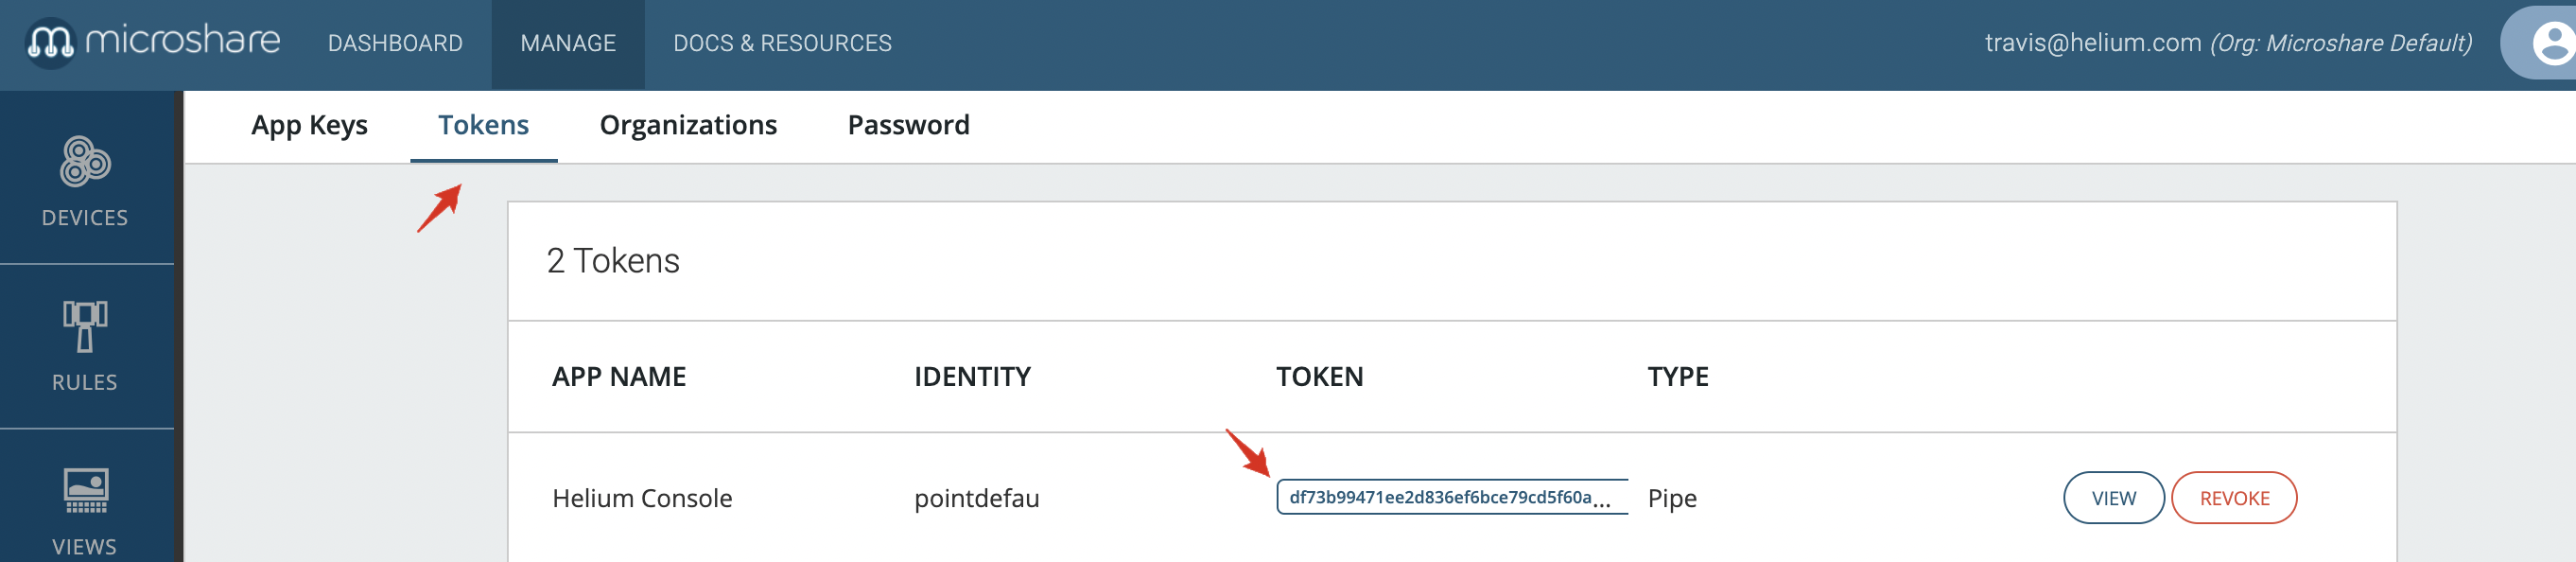 microshare DASHBOARD MANAGE DOCS & RESOURCES travis@helium.com (Org: Microshare Default)
App Keys Tokens Organizations Password
DEVICES
RULES
VIEWS
2 Tokens
APP NAME IDENTITY TOKEN TYPE
Helium Console pointdefau df73b99471ee2d836ef6bce79cd5f60a... Pipe VIEW REVOKE